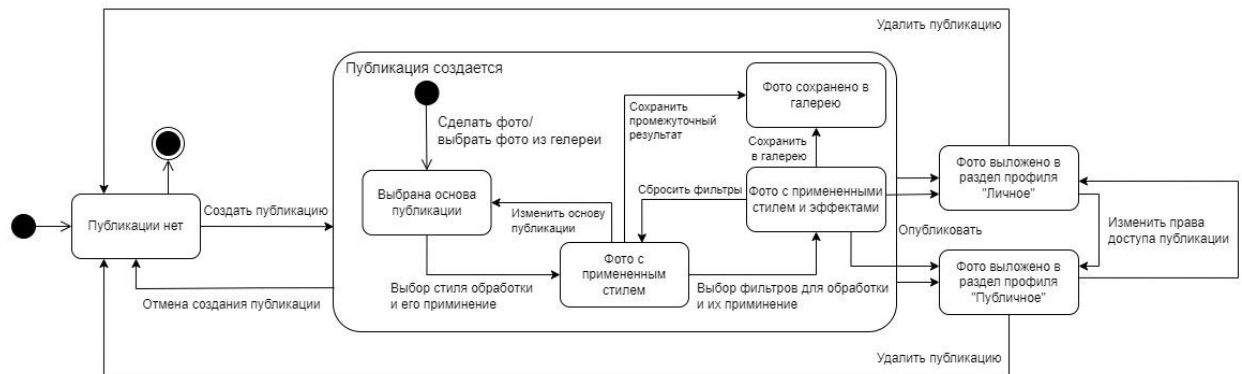 Удалить публикацию
Публикация создается
Фото сохранено в
галерею
Сделать фото/
выбрать фото из гелереи
Сохранить
промежуточный
результат
Сохранить
в галерею
Фото выложено в
раздел профиля
"Личное"
Выбрана основа
публикации
Сбросить фильтры
Фото с примененными
стилем и эффектами
Публикации нет
Создать публикацию
Изменить основу
публикации
Опубликовать
Изменить права
доступа публикации
Фото с
примененным
стилем
Фото выложено в
раздел профиля
"Публичное"
Отмена создания публикации
Выбор стиля обработки
и его приминение
Выбор фильтров для обработки
и их приминение
Удалить публикацию